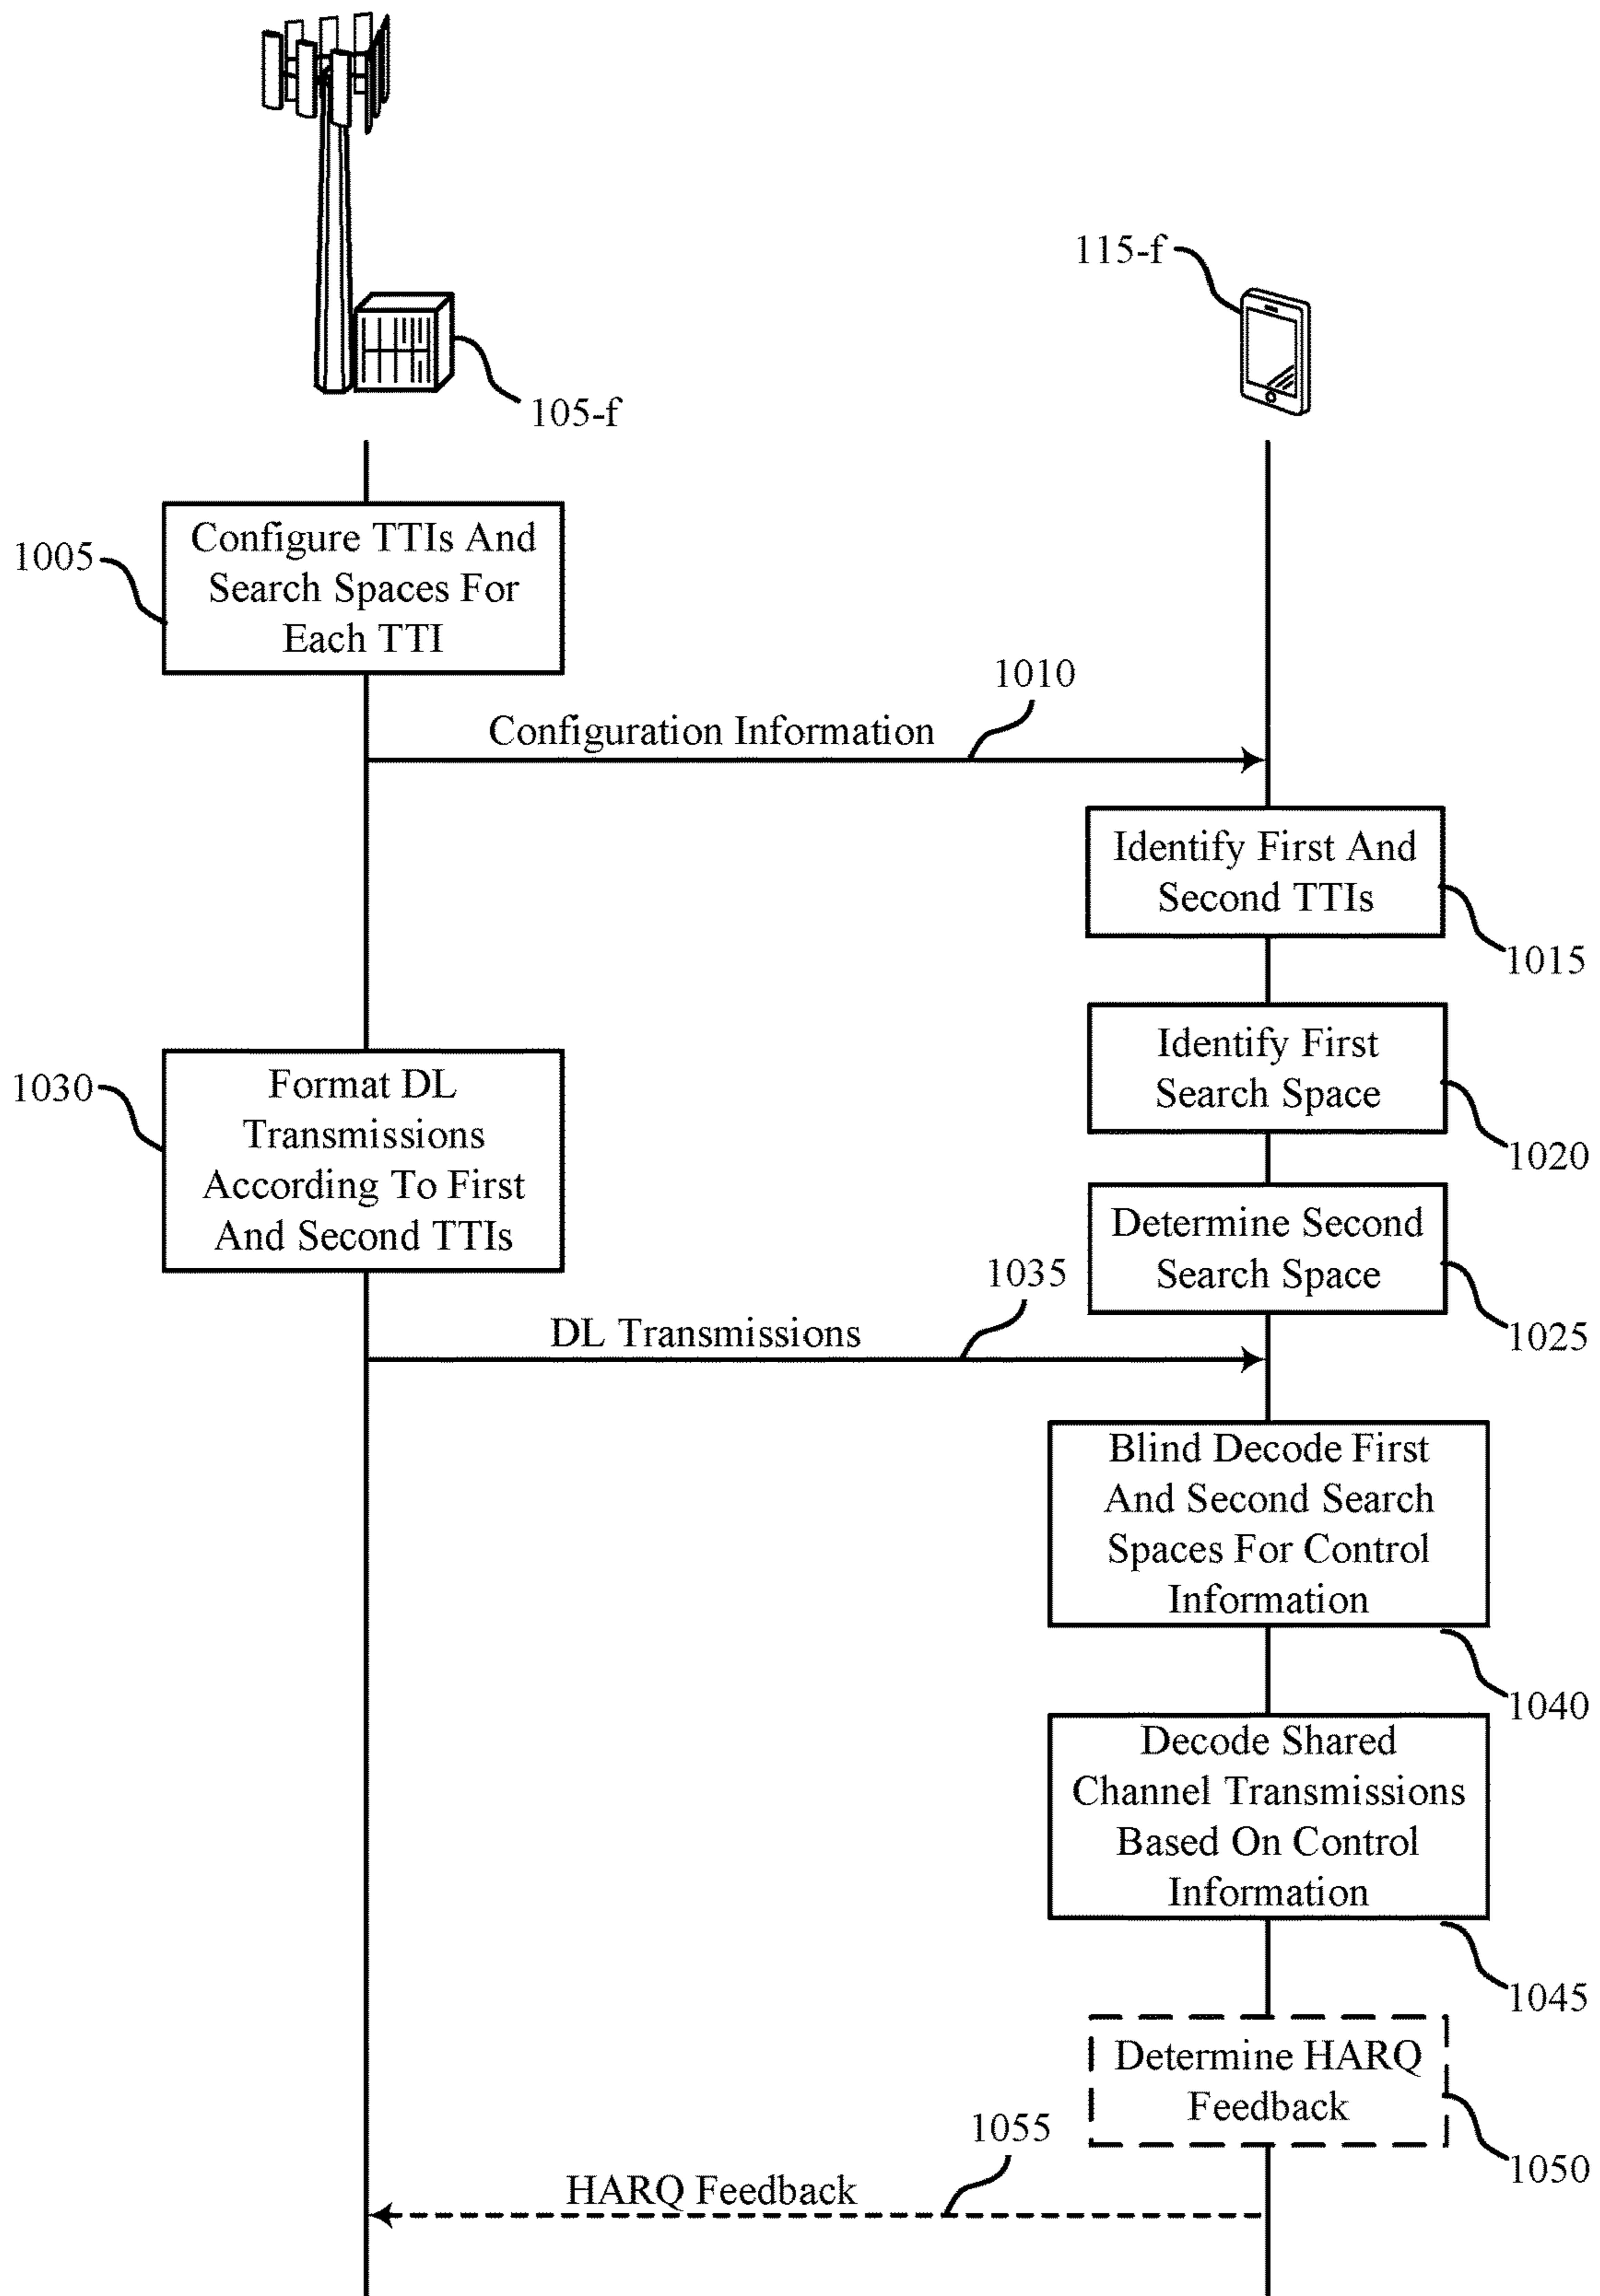 115-f
105-f
Configure TTIs And
Search Spaces For
Each TTI
1005
1010
Configuration Information
Identify First And
Second TTIs
1015
Identify First
Search Space
1020
Format DL
Transmissions
According To First
And Second TTIs
1030
Determine Second
Search Space
1025
1035
DL Transmissions
Blind Decode First
And Second Search
Spaces For Control
Information
1040
Decode Shared
Channel Transmissions
Based On Control
Information
1045
Determine HARQ
Feedback
1050
1055
HARQ Feedback